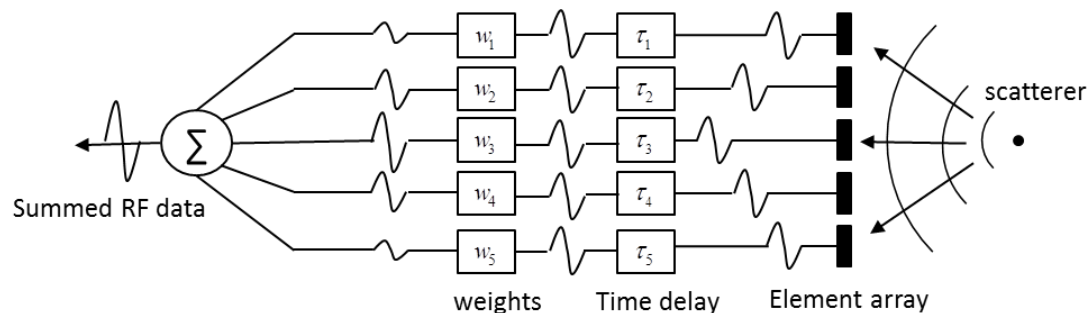 w₁ τ₁
w₂ τ₂ scatterer
Σ w₃ τ₃
w₄ τ₄
Summed RF data
w₅ τ₅
weights Time delay Element array